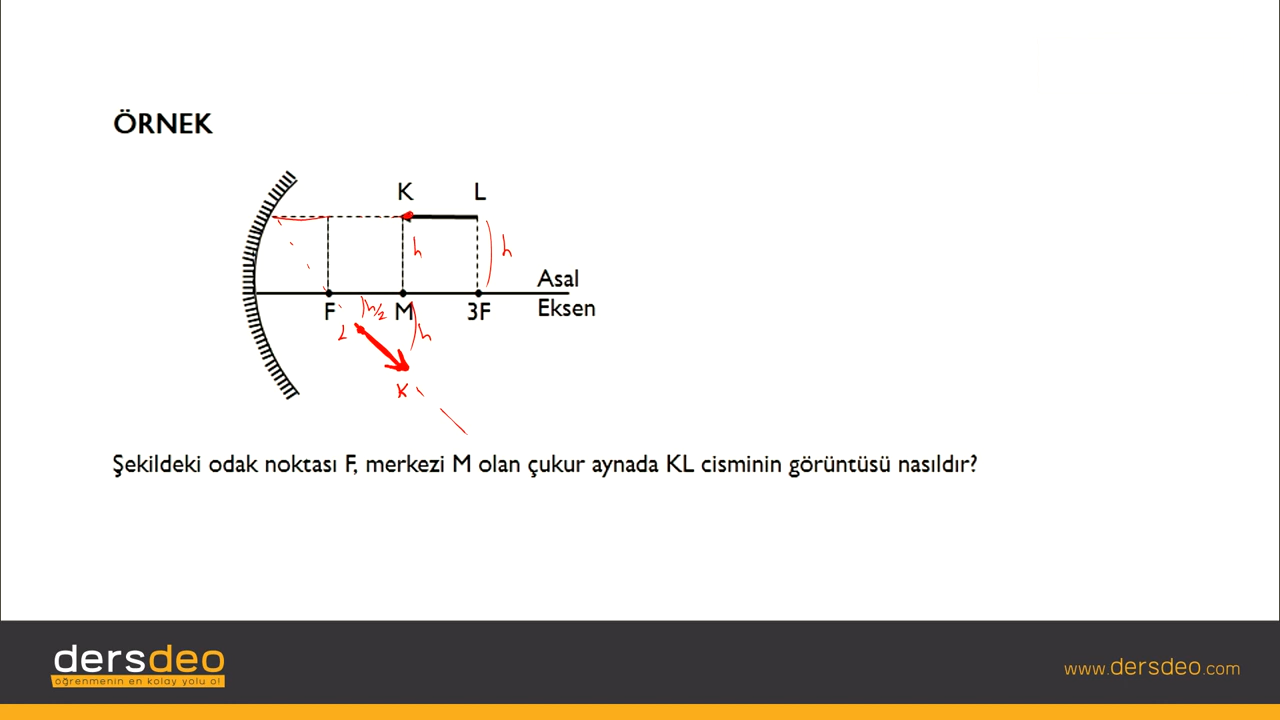 ÖRNEK
K L
h h
Asal
F h/2 M 3F Eksen
L h
K
Şekildeki odak noktası F, merkezi M olan çukur aynada KL cisminin görüntüsü nasıldır?
dersdeo
öğrenmenin en kolay yolu o!
www.dersdeo.com